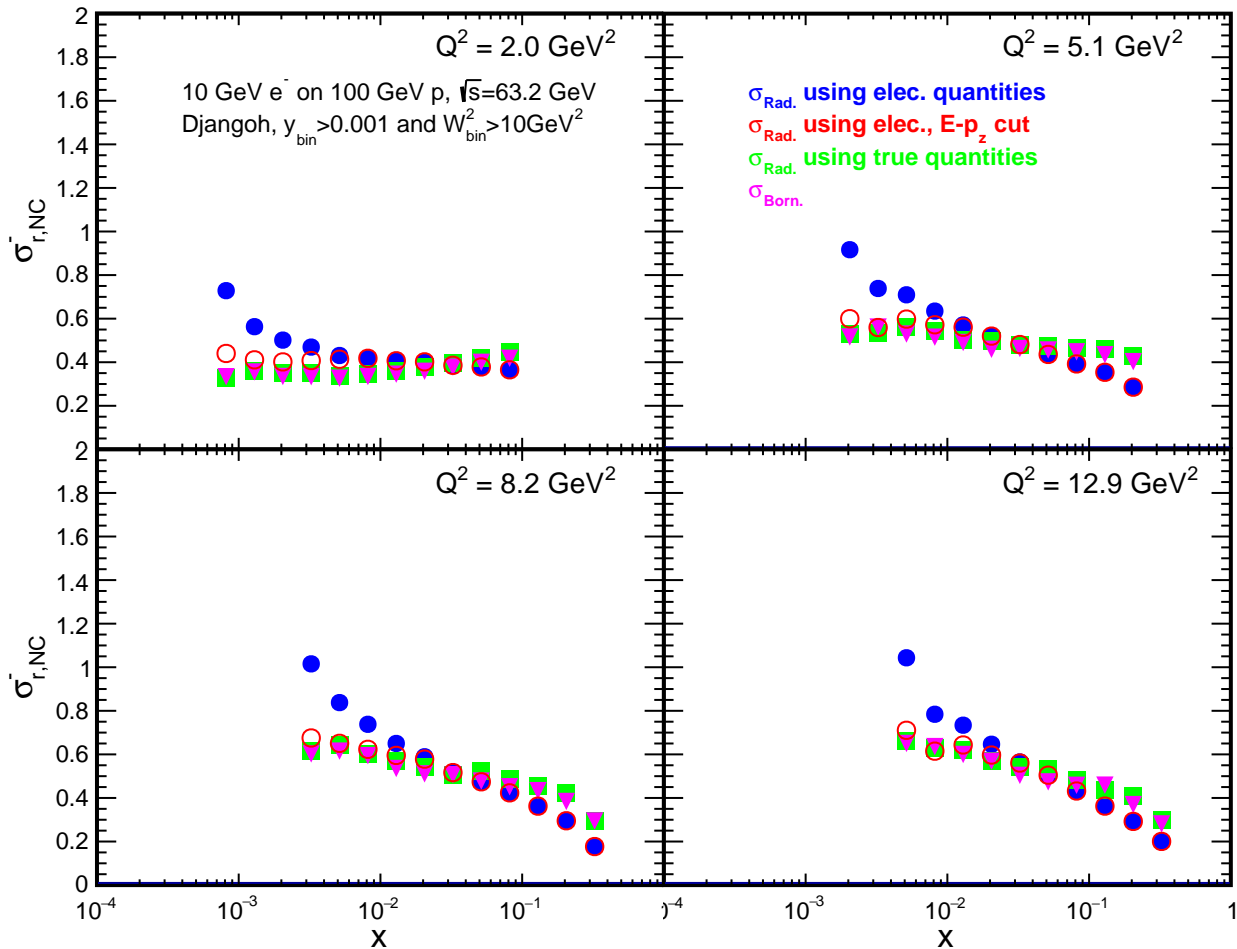 Q² = 2.0 GeV²
10 GeV e⁻ on 100 GeV p, √s=63.2 GeV
Djangoh, y_bin>0.001 and W²_bin>10GeV²
σ⁻_r,NC
2
1.8
1.6
1.4
1.2
1
0.8
0.6
0.4
0.2
Q² = 5.1 GeV²
σ_Rad. using elec. quantities
σ_Rad. using elec., E-p_z cut
σ_Rad. using true quantities
σ_Born.
Q² = 8.2 GeV²
σ⁻_r,NC
2
1.8
1.6
1.4
1.2
1
0.8
0.6
0.4
0.2
0
10⁻⁴ 10⁻³ 10⁻² 10⁻¹
x
Q² = 12.9 GeV²
10⁻⁴ 10⁻³ 10⁻² 10⁻¹ 1
x